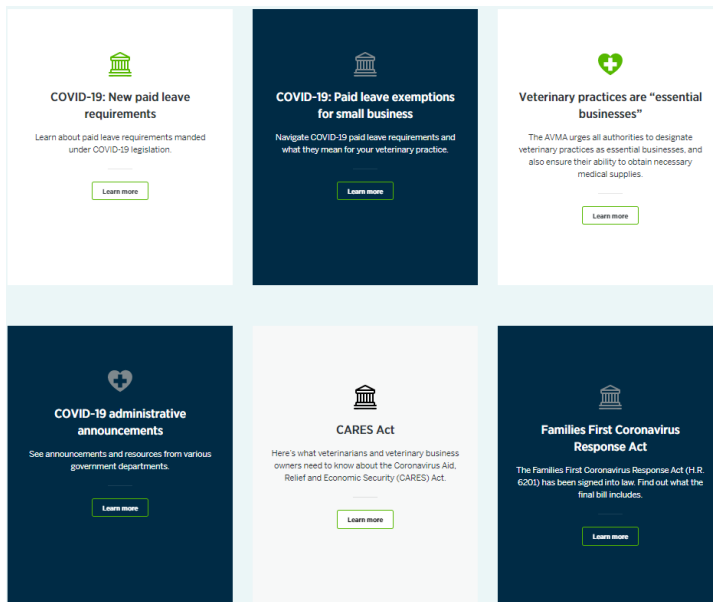 COVID-19: New paid leave
requirements
Learn about paid leave requirements manded
under COVID-19 legislation.
Learn more
COVID-19: Paid leave exemptions
for small business
Navigate COVID-19 paid leave requirements and
what they mean for your veterinary practice.
Learn more
Veterinary practices are “essential
businesses”
The AVMA urges all authorities to designate
veterinary practices as essential businesses, and
also ensure their ability to obtain necessary
medical supplies.
Learn more
COVID-19 administrative
announcements
See announcements and resources from various
government departments.
Learn more
CARES Act
Here's what veterinarians and veterinary business
owners need to know about the Coronavirus Aid,
Relief and Economic Security (CARES) Act.
Learn more
Families First Coronavirus
Response Act
The Families First Coronavirus Response Act (H.R.
6201) has been signed into law. Find out what the
final bill includes.
Learn more